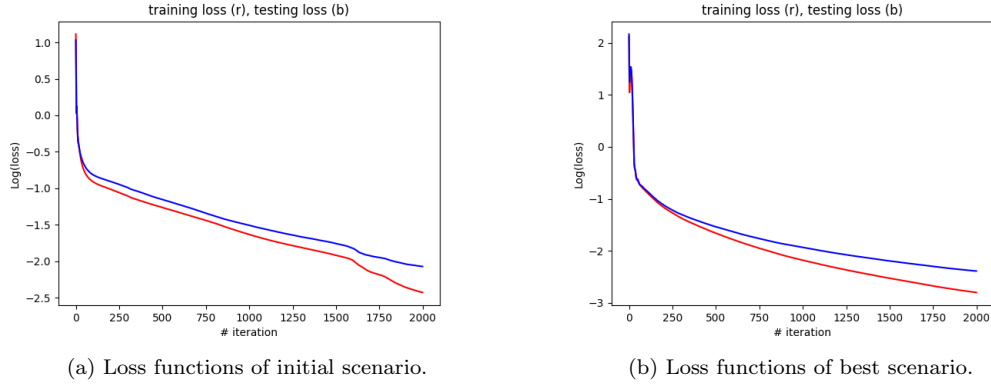 training loss (r), testing loss (b)
Log(loss)
1.0
0.5
0.0
−0.5
−1.0
−1.5
−2.0
−2.5
0 250 500 750 1000 1250 1500 1750 2000
# iteration
(a) Loss functions of initial scenario.
training loss (r), testing loss (b)
Log(loss)
2
1
0
−1
−2
−3
0 250 500 750 1000 1250 1500 1750 2000
# iteration
(b) Loss functions of best scenario.